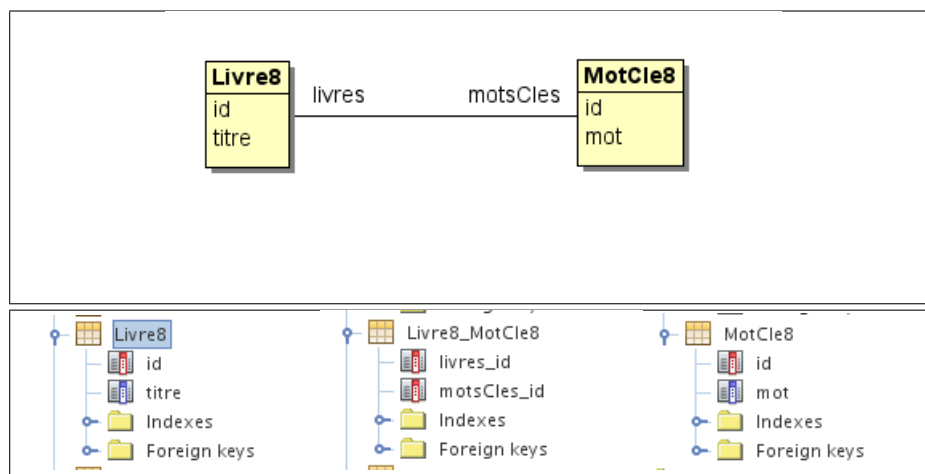 Livre8
id
titre
livres
motsCles
MotCle8
id
mot
Livre8
id
titre
Indexes
Foreign keys
Livre8_MotCle8
livres_id
motsCles_id
Indexes
Foreign keys
MotCle8
id
mot
Indexes
Foreign keys